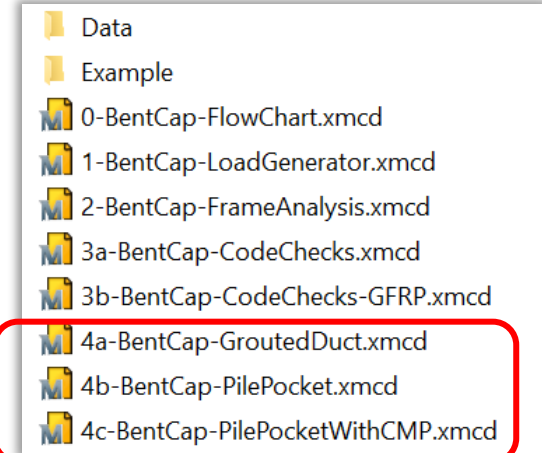 Data
Example
0-BentCap-FlowChart.xmcd
1-BentCap-LoadGenerator.xmcd
2-BentCap-FrameAnalysis.xmcd
3a-BentCap-CodeChecks.xmcd
3b-BentCap-CodeChecks-GFRP.xmcd
4a-BentCap-GroutedDuct.xmcd
4b-BentCap-PilePocket.xmcd
4c-BentCap-PilePocketWithCMP.xmcd